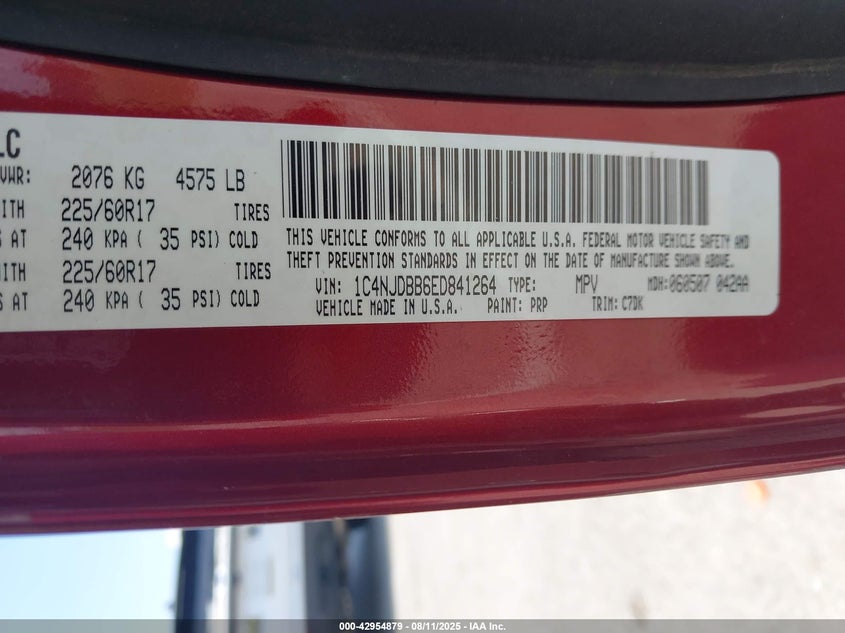 LC
VWR: 2076 KG 4575 LB
ITH 225/60R17 TIRES
S AT 240 KPA ( 35 PSI) COLD
ITH 225/60R17 TIRES
S AT 240 KPA ( 35 PSI) COLD
THIS VEHICLE CONFORMS TO ALL APPLICABLE U.S.A. FEDERAL MOTOR VEHICLE SAFETY AND
THEFT PREVENTION STANDARDS IN EFFECT ON THE DATE OF MANUFACTURE SHOWN ABOVE.
VIN: 1C4NJDBB6ED841264 TYPE: MPV MDH:060507 042AA
VEHICLE MADE IN U.S.A. PAINT: PRP TRIM: C7DK
000-42954879 - 08/11/2025 - IAA Inc.